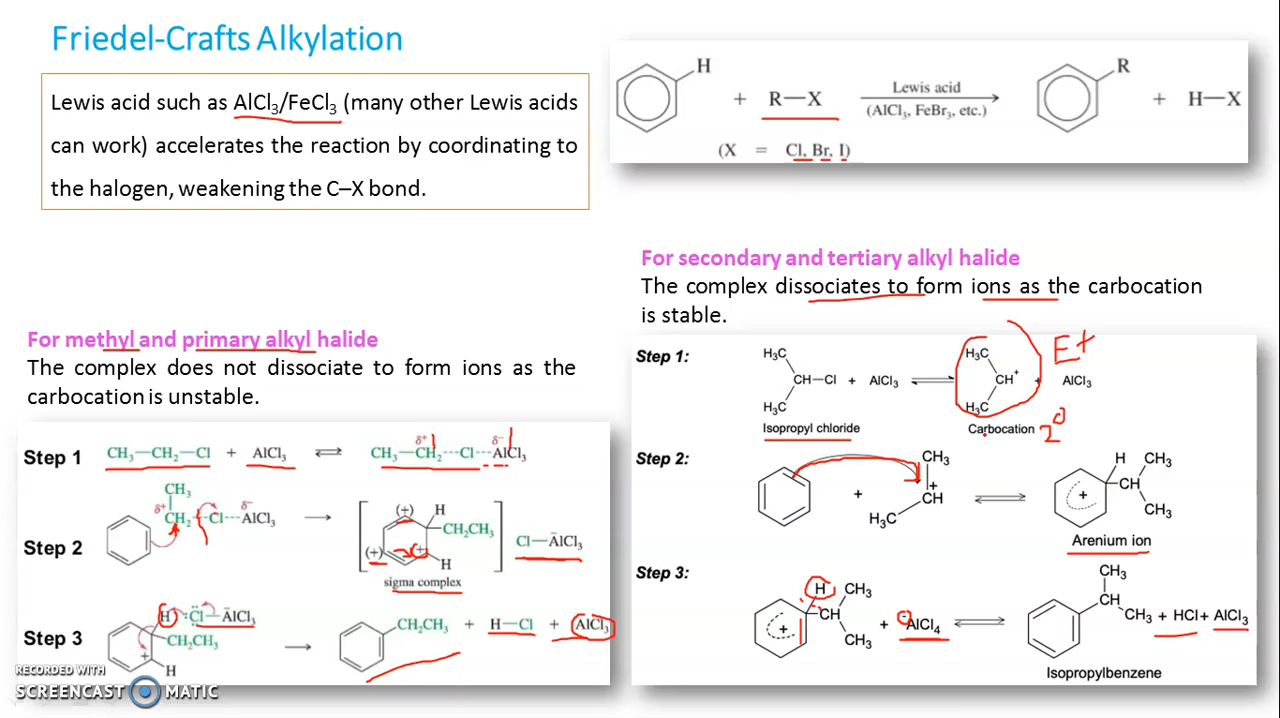 Friedel-Crafts Alkylation
Lewis acid such as AlCl₃/FeCl₃ (many other Lewis acids
can work) accelerates the reaction by coordinating to
the halogen, weakening the C–X bond.
H
+ R—X
Lewis acid
(AlCl₃, FeBr₃, etc.)
R
+ H—X
(X = Cl, Br, I)
For methyl and primary alkyl halide
The complex does not dissociate to form ions as the
carbocation is unstable.
Step 1
CH₃—CH₂—Cl + AlCl₃ ⇌ CH₃—CH₂---Cl---AlCl₃
δ+ δ−
Step 2
CH₃
δ+ δ−
CH₂ Cl---AlCl₃
(+) H
CH₂CH₃
(+) (+)
H
Cl—AlCl₃
sigma complex
Step 3
H :Cl—AlCl₃
CH₂CH₃
+
H
CH₂CH₃ + H—Cl + AlCl₃
RECORDED WITH
SCREENCAST MATIC
For secondary and tertiary alkyl halide
The complex dissociates to form ions as the carbocation
is stable.
Step 1:
H₃C
CH—Cl + AlCl₃
H₃C
Isopropyl chloride
H₃C
CH⁺ + AlCl₃
H₃C
Carbocation 2°
E+
Step 2:
+
CH₃
+
CH
H₃C
H CH₃
CH
+
CH₃
Arenium ion
Step 3:
H CH₃
CH
+
CH₃
+ ⊖AlCl₄
CH₃
CH
CH₃ + HCl + AlCl₃
Isopropylbenzene